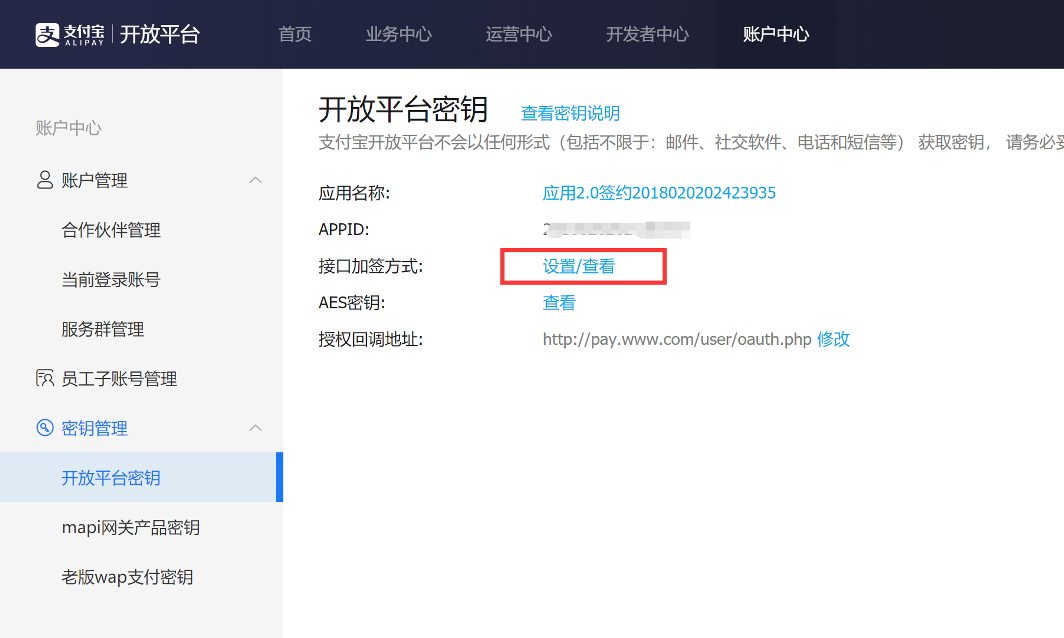 支付宝 ALIPAY 开放平台 首页 业务中心 运营中心 开发者中心 账户中心
账户中心
账户管理
合作伙伴管理
当前登录账号
服务群管理
员工子账号管理
密钥管理
开放平台密钥
mapi网关产品密钥
老版wap支付密钥
开放平台密钥 查看密钥说明
支付宝开放平台不会以任何形式（包括不限于：邮件、社交软件、电话和短信等） 获取密钥， 请务必妥
应用名称: 应用2.0签约2018020202423935
APPID:
接口加签方式: 设置/查看
AES密钥: 查看
授权回调地址: http://pay.www.com/user/oauth.php 修改